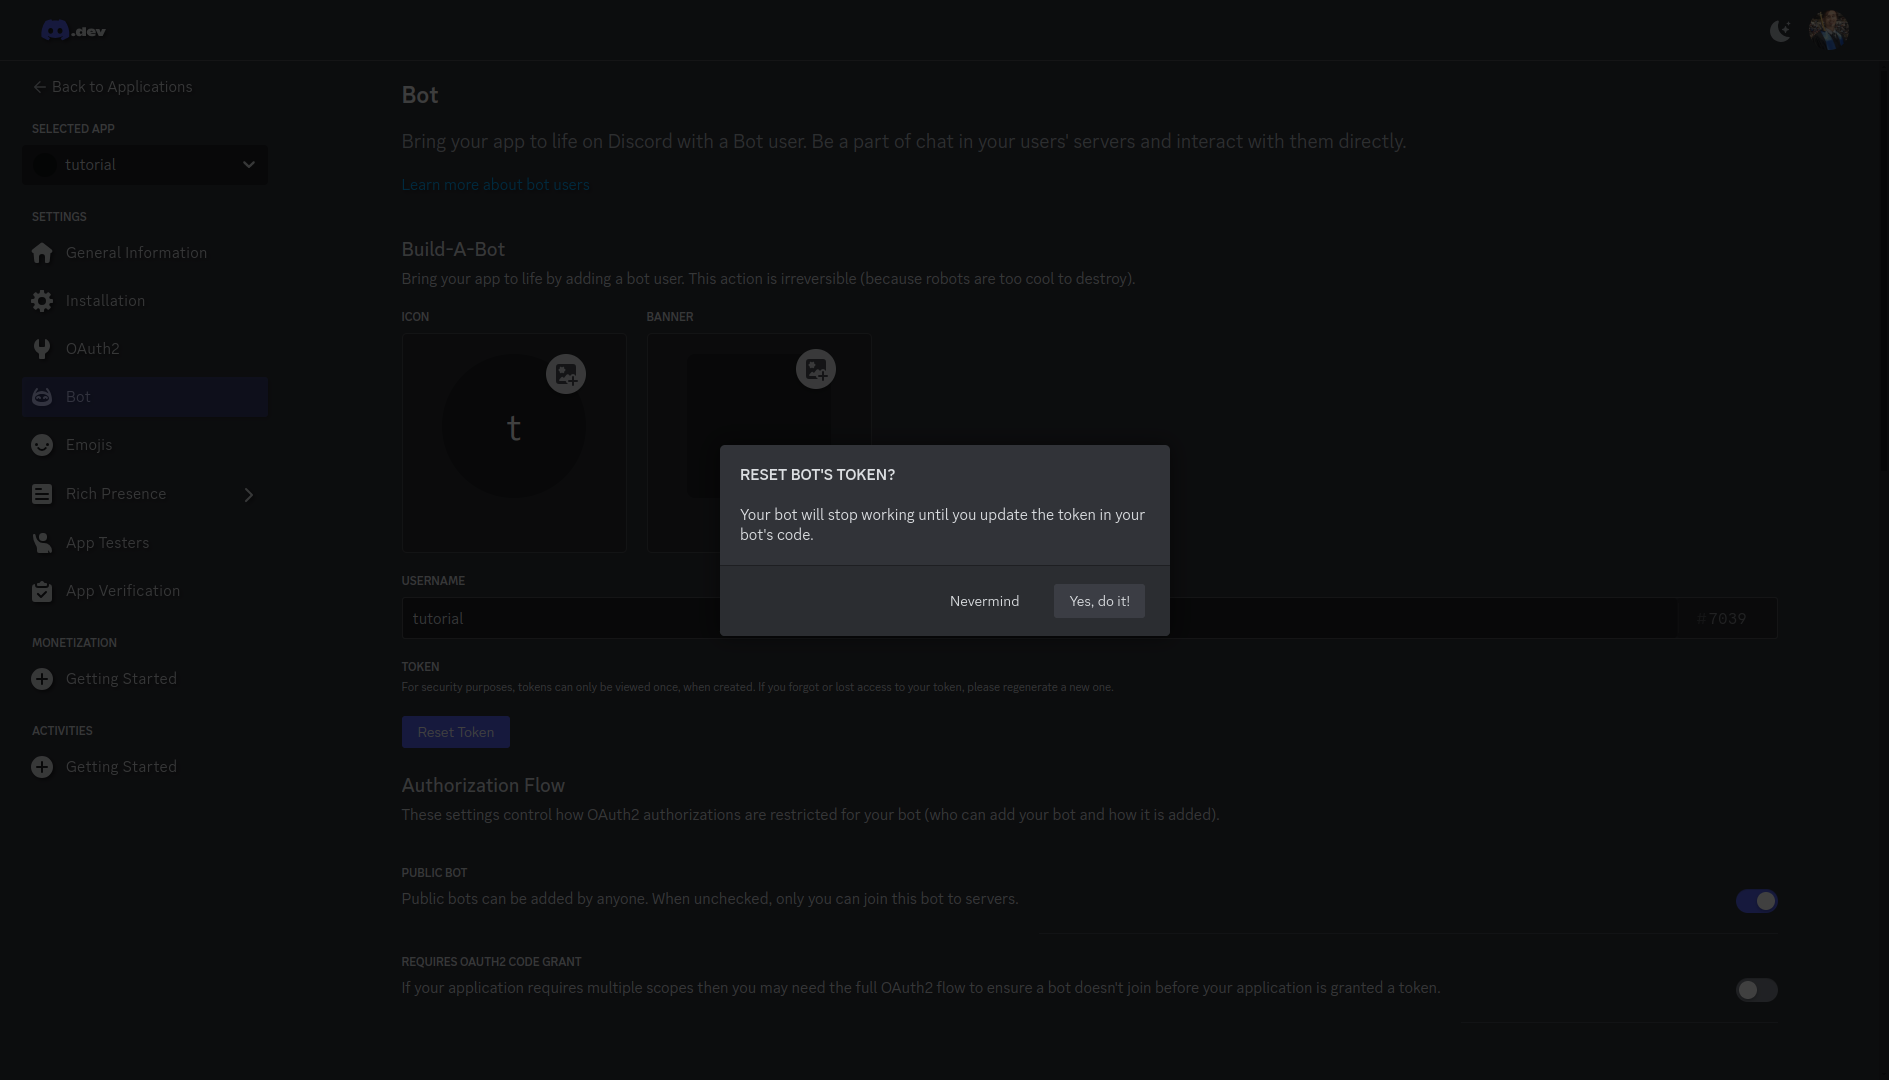 .dev
← Back to Applications
SELECTED APP
tutorial
SETTINGS
General Information
Installation
OAuth2
Bot
Emojis
Rich Presence
App Testers
App Verification
MONETIZATION
Getting Started
ACTIVITIES
Getting Started
Bot
Bring your app to life on Discord with a Bot user. Be a part of chat in your users' servers and interact with them directly.
Learn more about bot users
Build-A-Bot
Bring your app to life by adding a bot user. This action is irreversible (because robots are too cool to destroy).
ICON
BANNER
t
RESET BOT'S TOKEN?
Your bot will stop working until you update the token in your
bot's code.
Nevermind
Yes, do it!
USERNAME
tutorial
#7039
TOKEN
For security purposes, tokens can only be viewed once, when created. If you forgot or lost access to your token, please regenerate a new one.
Reset Token
Authorization Flow
These settings control how OAuth2 authorizations are restricted for your bot (who can add your bot and how it is added).
PUBLIC BOT
Public bots can be added by anyone. When unchecked, only you can join this bot to servers.
REQUIRES OAUTH2 CODE GRANT
If your application requires multiple scopes then you may need the full OAuth2 flow to ensure a bot doesn't join before your application is granted a token.